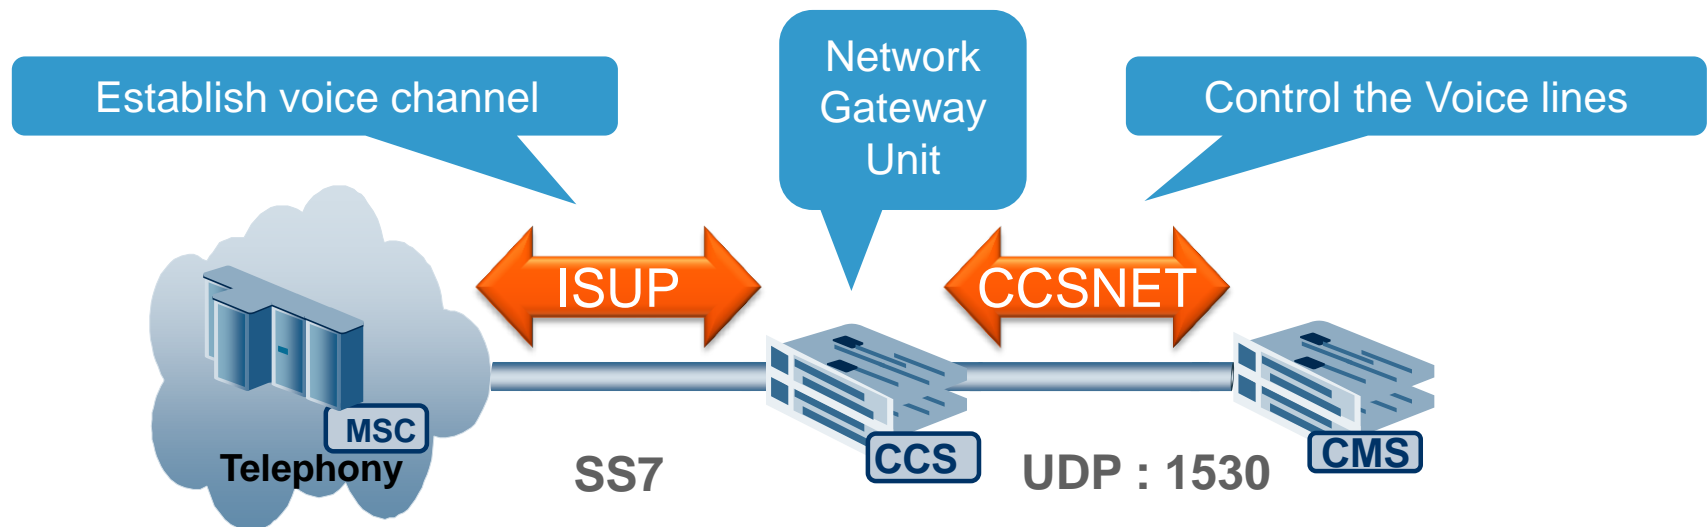 Network
Gateway
Unit
Establish voice channel
Control the Voice lines
ISUP
CCSNET
MSC
Telephony
SS7
CCS
UDP : 1530
CMS